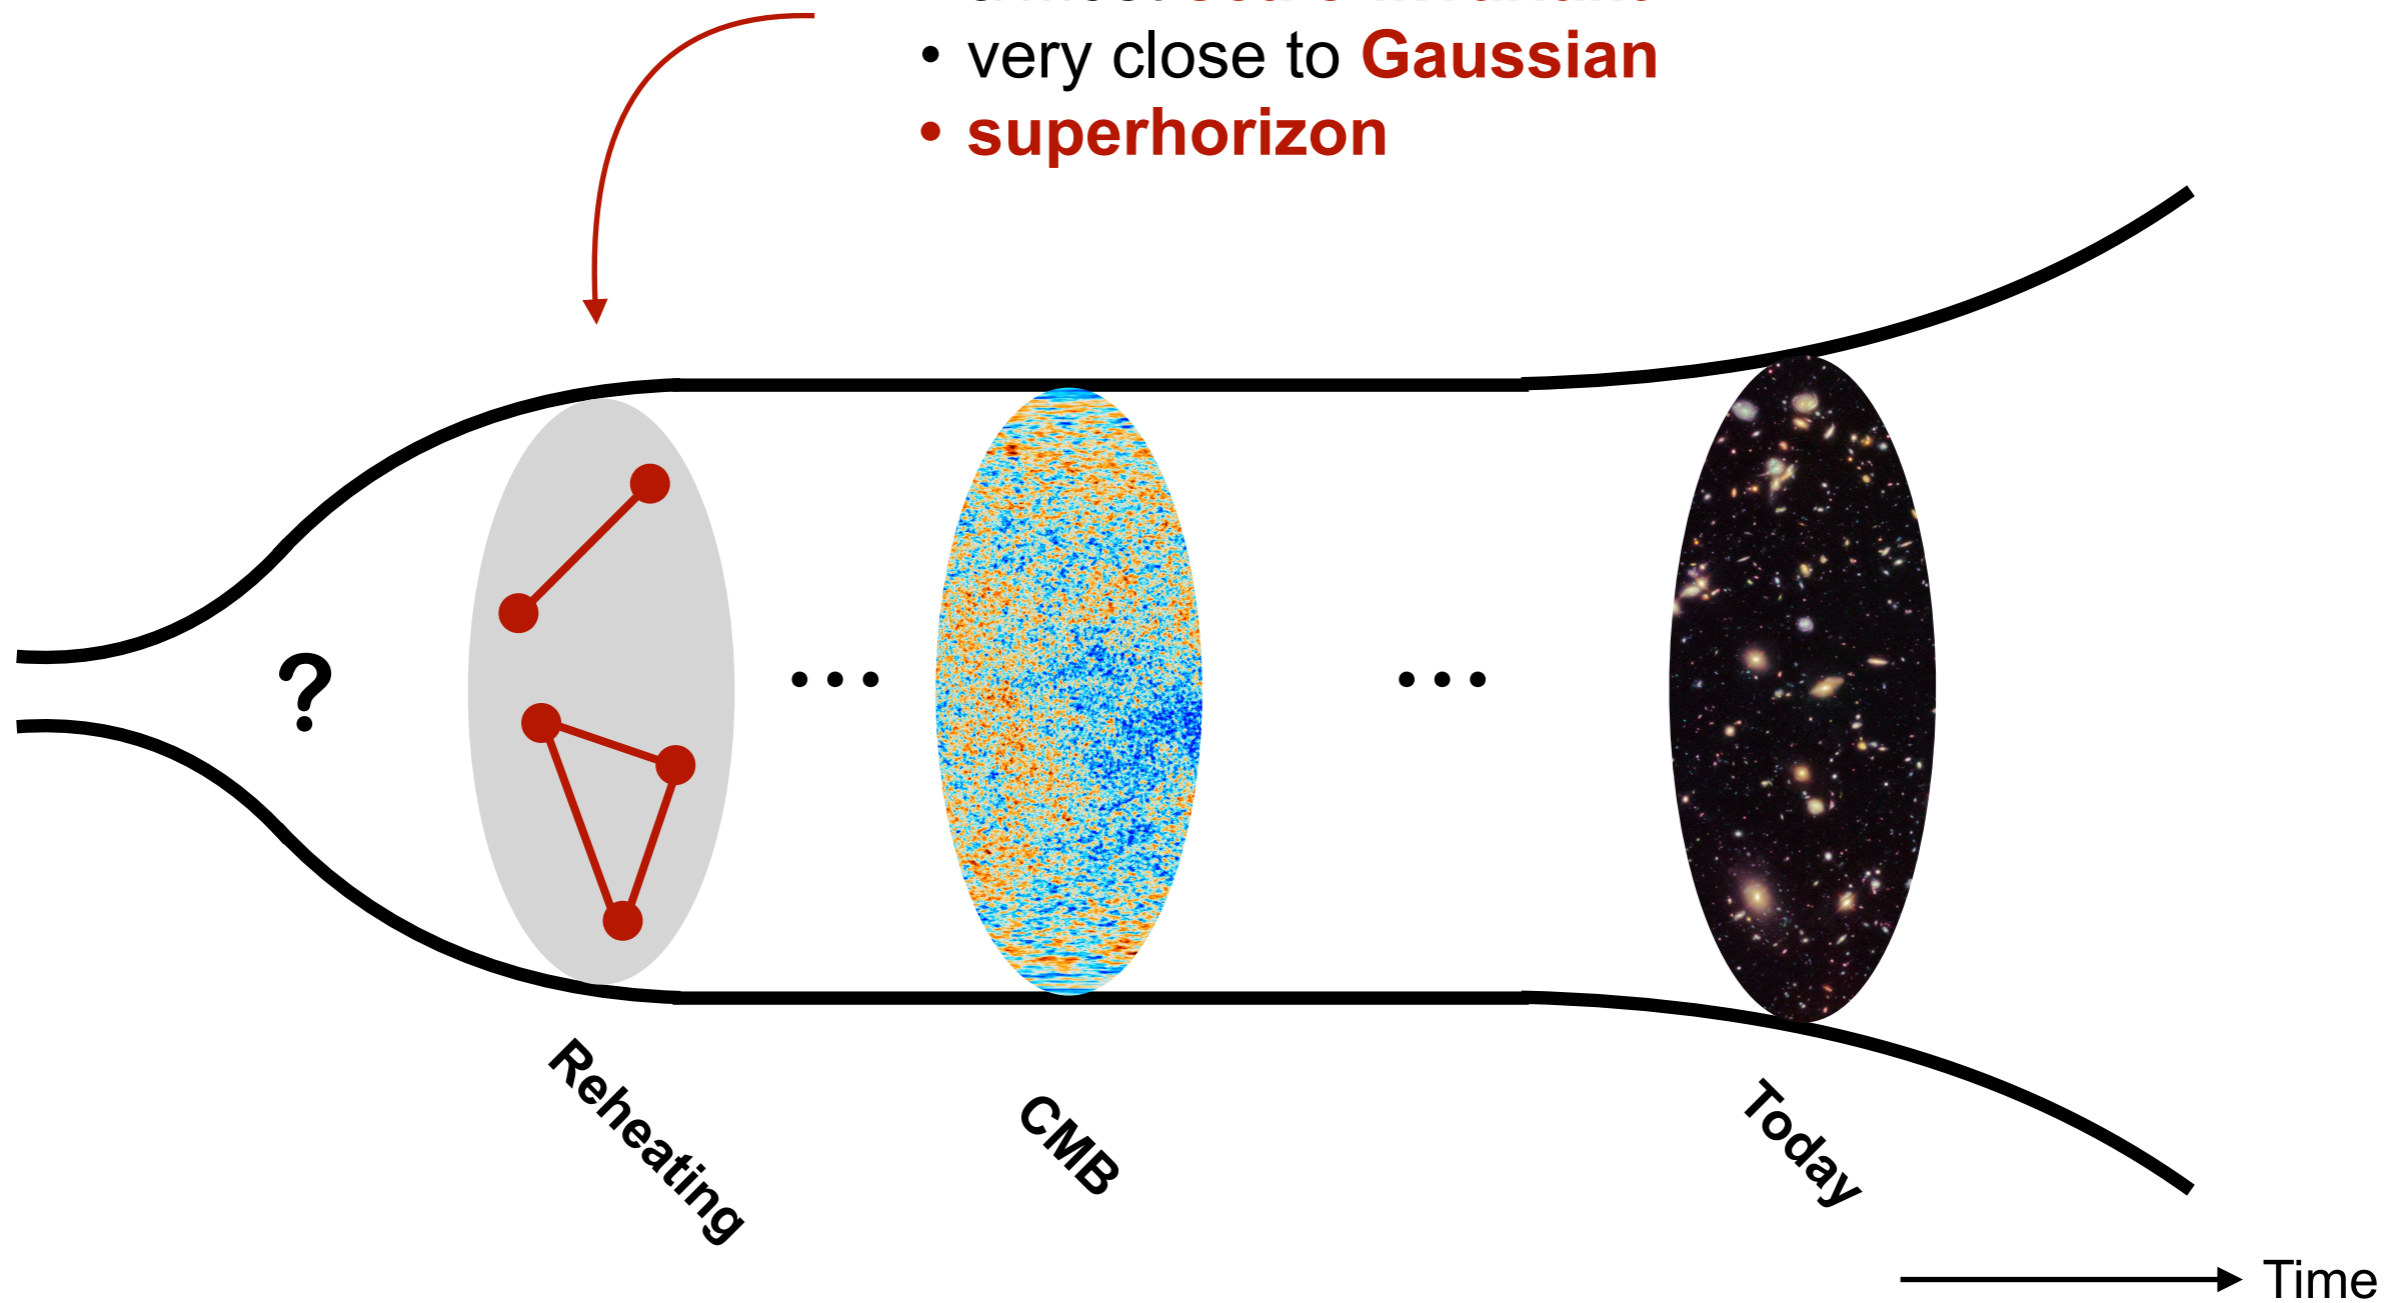 • very close to Gaussian
• superhorizon
?
...
...
Reheating
CMB
Today
Time